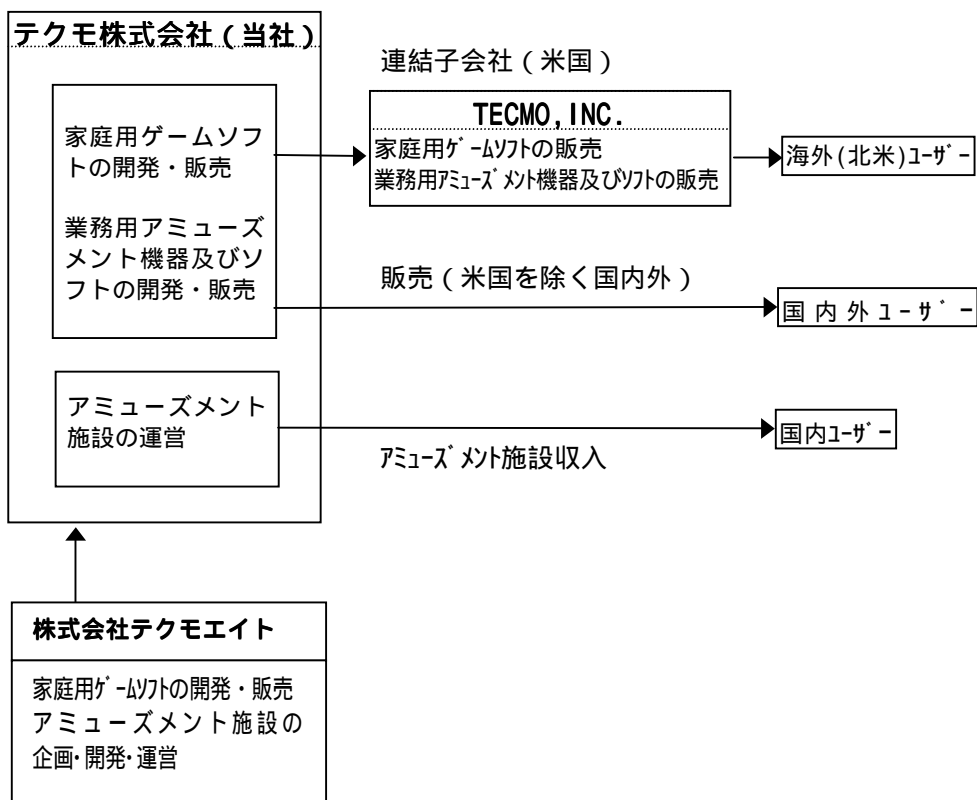 テクモ株式会社(当社)
家庭用ゲームソフ
トの開発・販売
業務用アミューズ
メント機器及びソ
フトの開発・販売
アミューズメント
施設の運営
連結子会社(米国)
TECMO,INC.
家庭用ゲームソフトの販売
業務用アミューズメント機器及びソフトの販売
海外(北米)ユーザー
販売(米国を除く国内外)
国内外ユーザー
国内ユーザー
アミューズメント施設収入
株式会社テクモエイト
家庭用ゲームソフトの開発・販売
アミューズメント施設の
企画・開発・運営